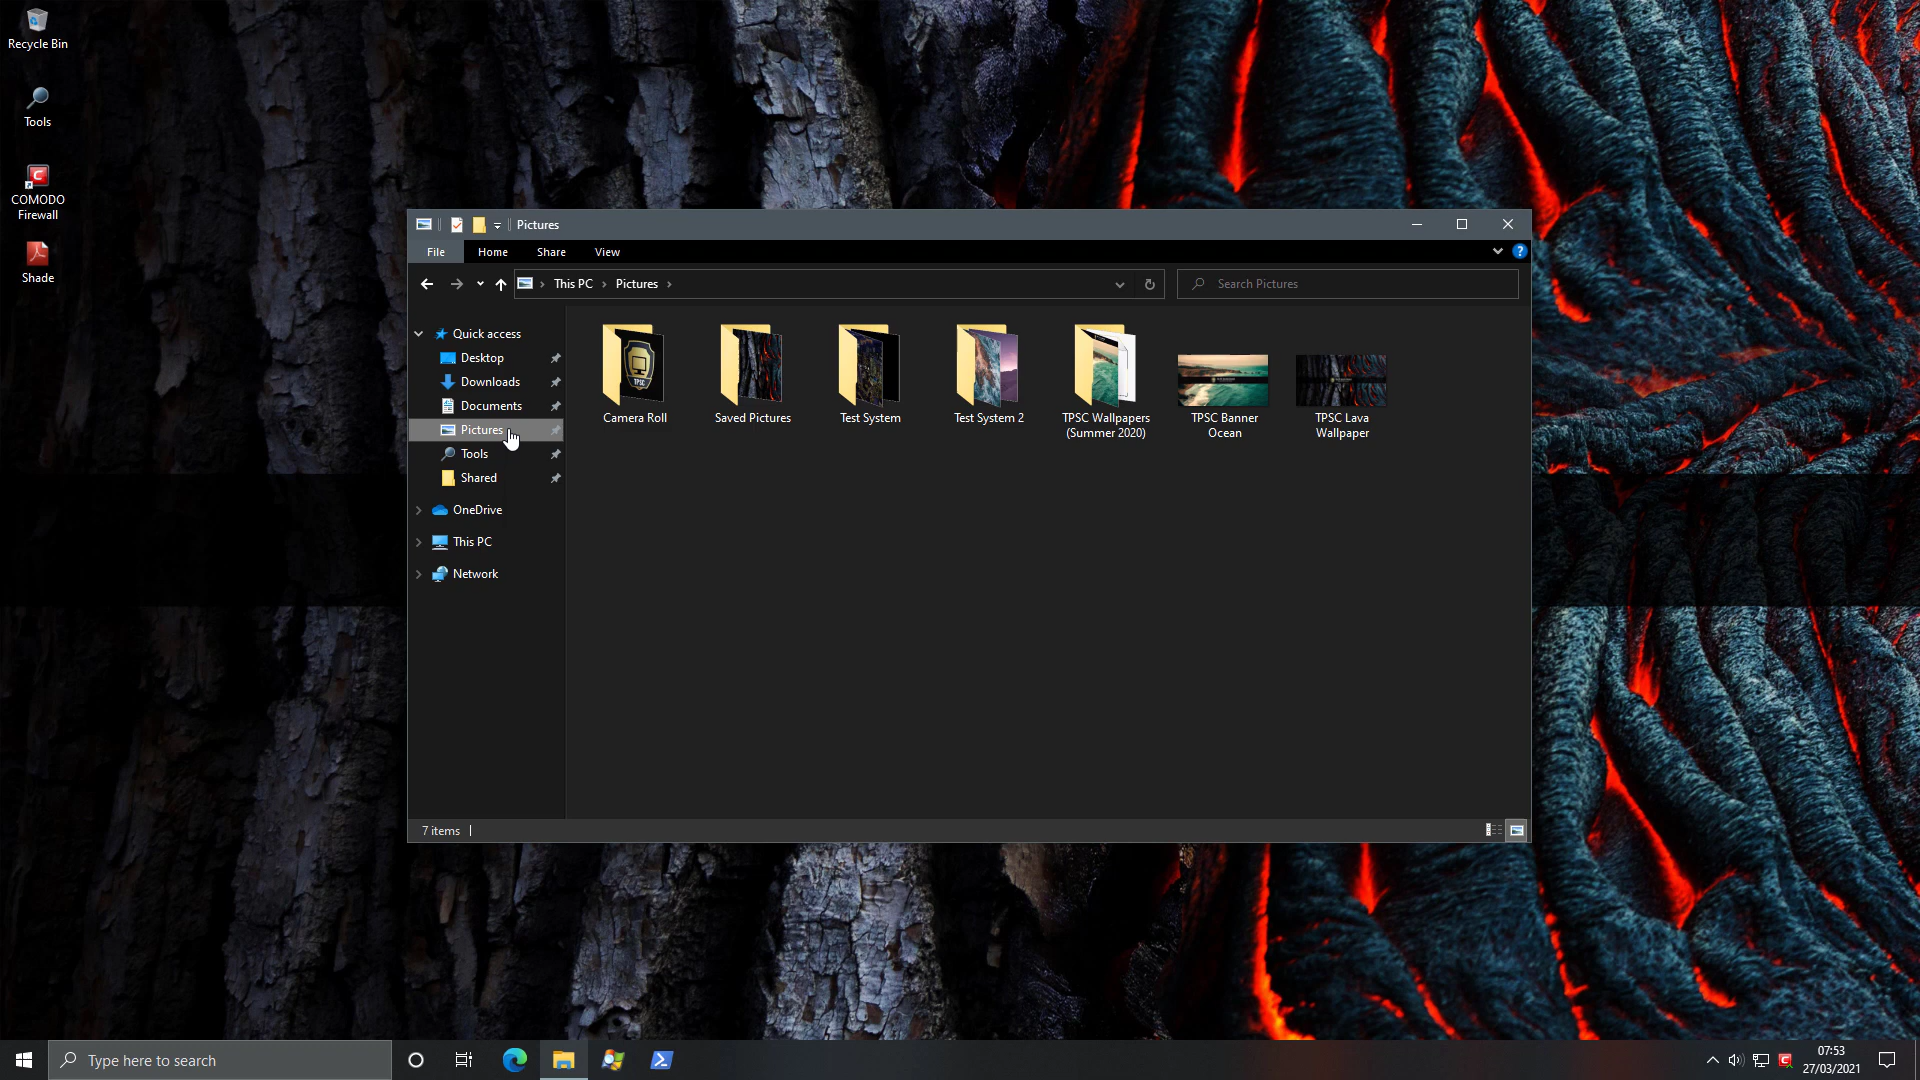 Recycle Bin
Tools
COMODO
Firewall
Shade
Pictures
File
Home
Share
View
This PC
Pictures
Search Pictures
Quick access
Desktop
Downloads
Documents
Pictures
Tools
Shared
OneDrive
This PC
Network
Camera Roll
Saved Pictures
Test System
Test System 2
TPSC Wallpapers
(Summer 2020)
TPSC Banner
Ocean
TPSC Lava
Wallpaper
TPSC
7 items
Type here to search
07:53
27/03/2021